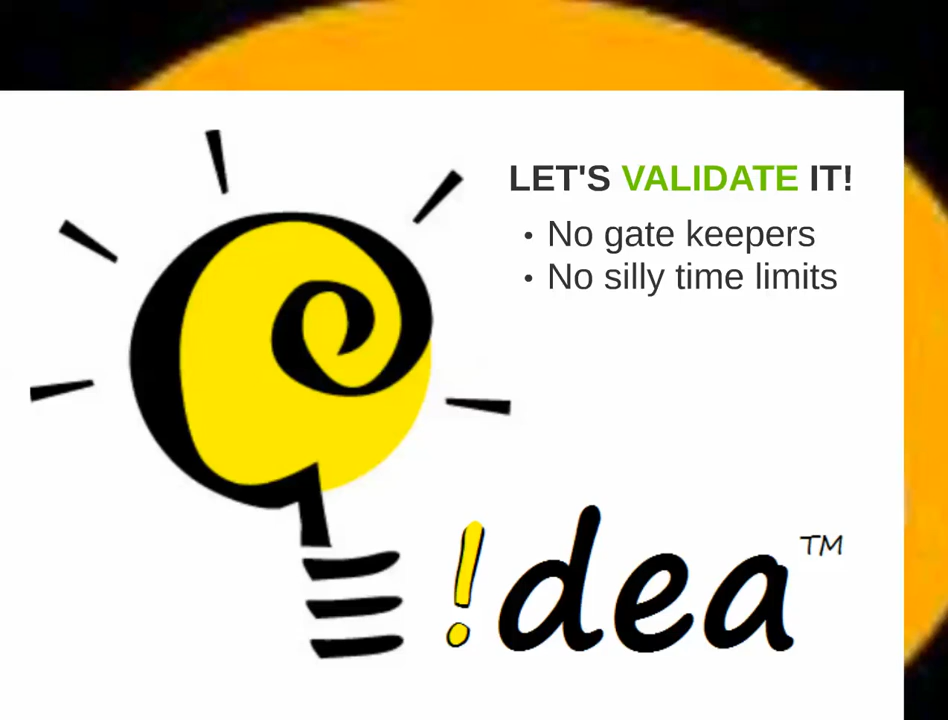 LET'S VALIDATE IT!
• No gate keepers
• No silly time limits
!dea™